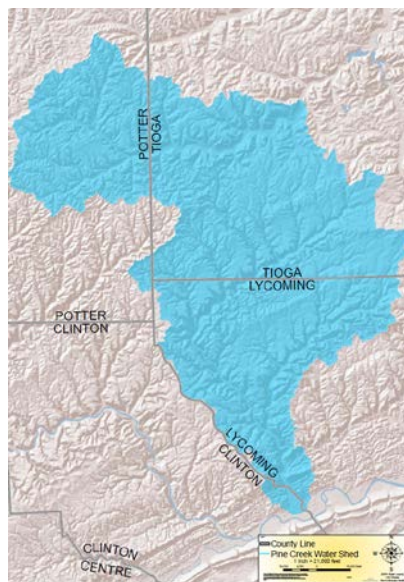 POTTER
TIOGA
TIOGA
LYCOMING
POTTER
CLINTON
LYCOMING
CLINTON
CLINTON
CENTRE
County Line
Pine Creek Water Shed